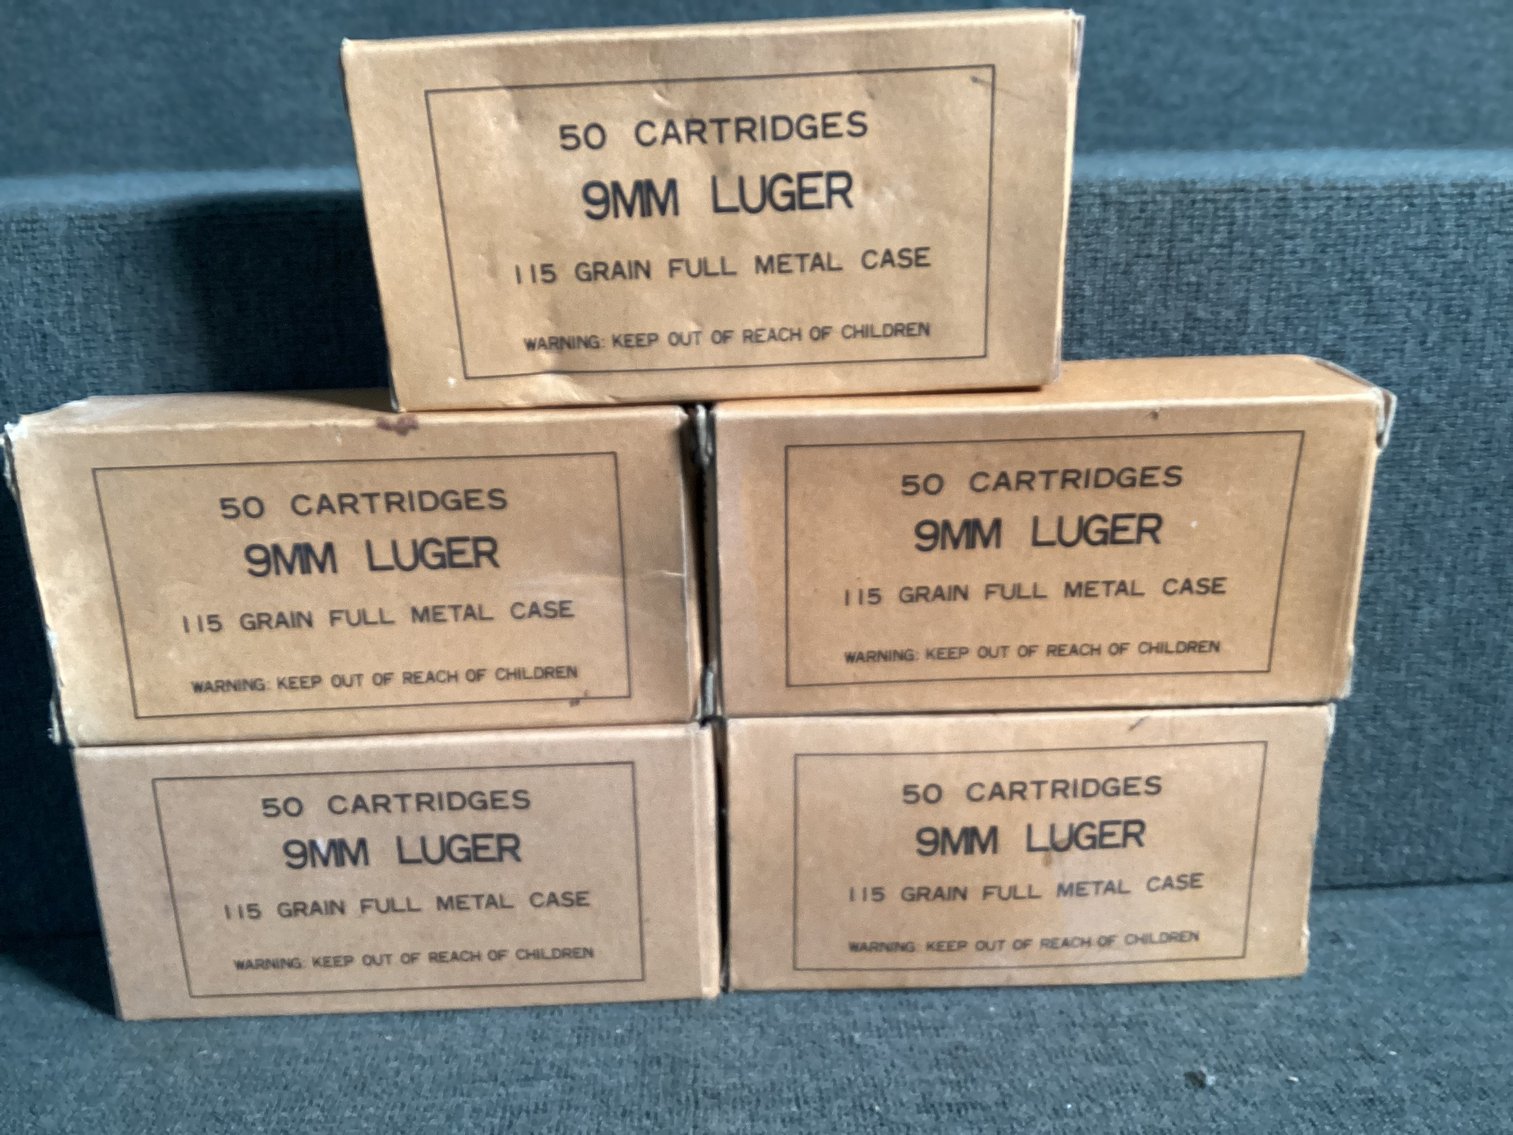 50 CARTRIDGES
9MM LUGER
115 GRAIN FULL METAL CASE
WARNING: KEEP OUT OF REACH OF CHILDREN
50 CARTRIDGES
9MM LUGER
115 GRAIN FULL METAL CASE
WARNING: KEEP OUT OF REACH OF CHILDREN
50 CARTRIDGES
9MM LUGER
115 GRAIN FULL METAL CASE
WARNING: KEEP OUT OF REACH OF CHILDREN
50 CARTRIDGES
9MM LUGER
115 GRAIN FULL METAL CASE
WARNING: KEEP OUT OF REACH OF CHILDREN
50 CARTRIDGES
9MM LUGER
115 GRAIN FULL METAL CASE
WARNING: KEEP OUT OF REACH OF CHILDREN